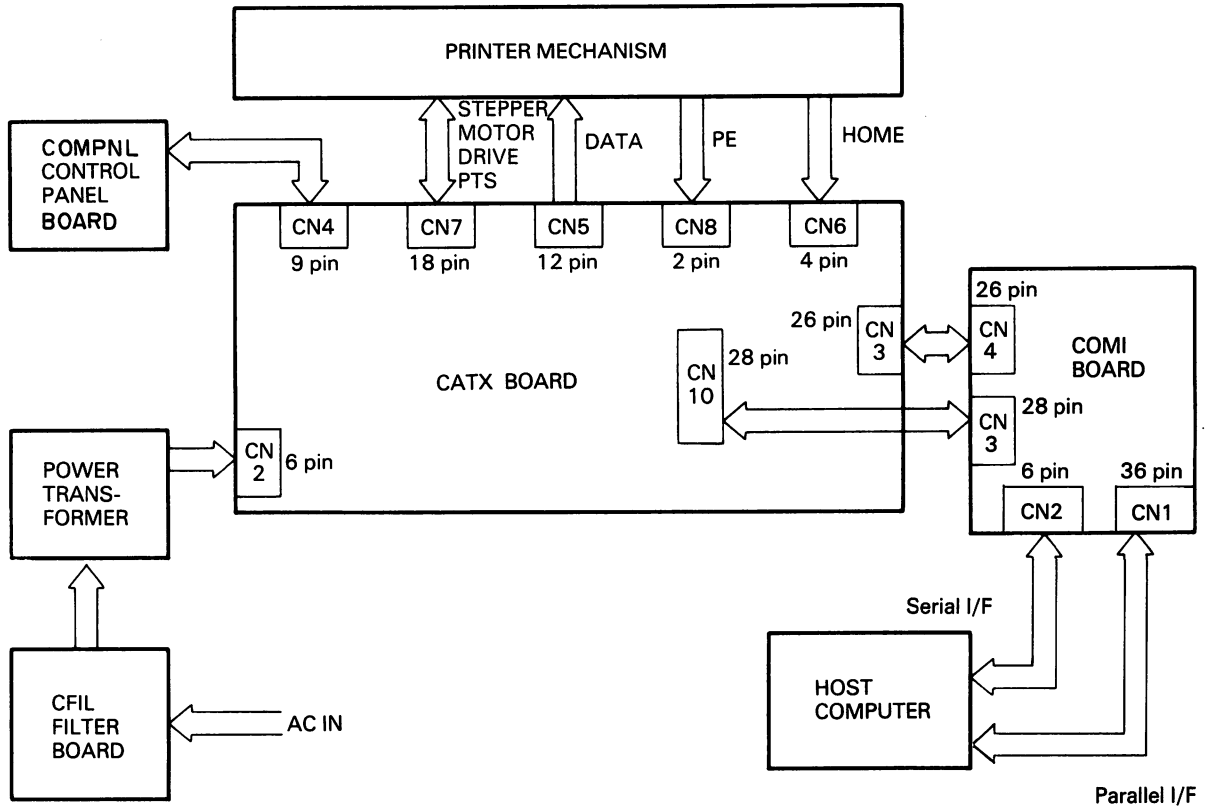 PRINTER MECHANISM
STEPPER
MOTOR
DRIVE
PTS
DATA
PE
HOME
COMPNL
CONTROL
PANEL
BOARD
CN4
CN7
CN5
CN8
CN6
9 pin
18 pin
12 pin
2 pin
4 pin
26 pin
CN
3
28 pin
CN
10
CATX BOARD
26 pin
CN
4
COMI
BOARD
28 pin
CN
3
6 pin
36 pin
CN2
CN1
CN
2
6 pin
POWER
TRANS-
FORMER
Serial I/F
CFIL
FILTER
BOARD
AC IN
HOST
COMPUTER
Parallel I/F